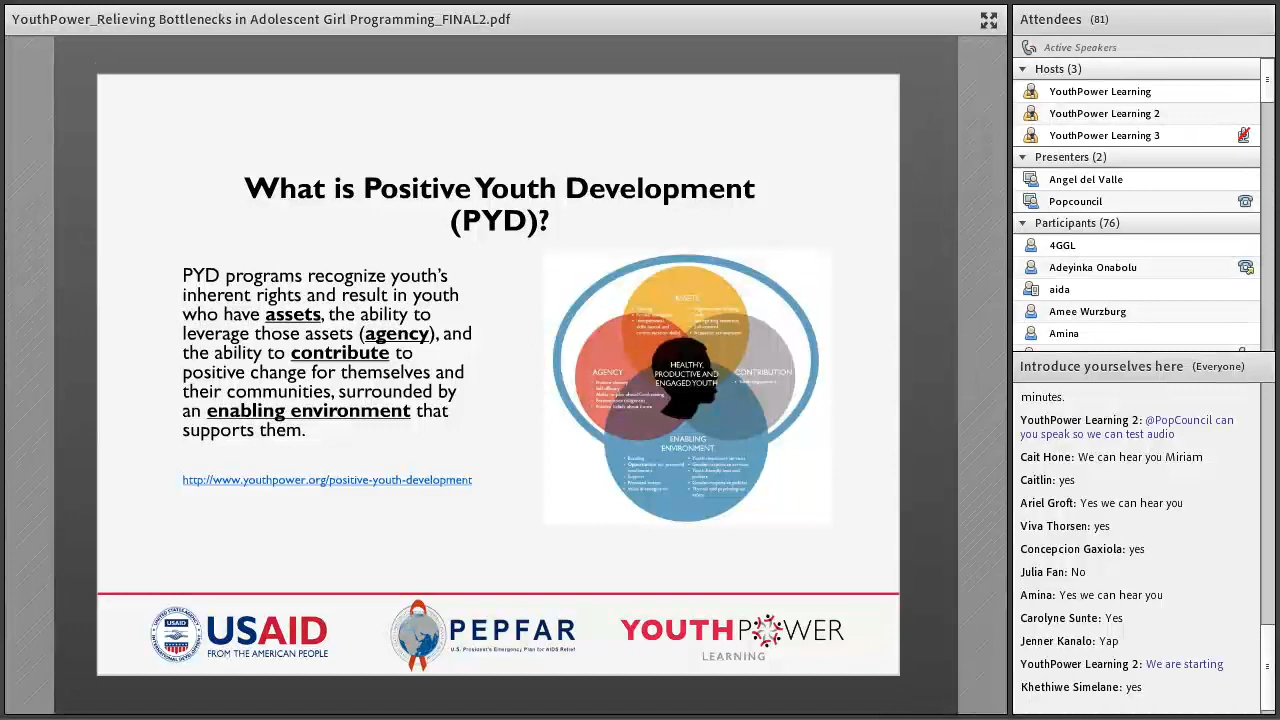 YouthPower_Relieving Bottlenecks in Adolescent Girl Programming_FINAL2.pdf
What is Positive Youth Development
(PYD)?
PYD programs recognize youth's
inherent rights and result in youth
who have assets, the ability to
leverage those assets (agency), and
the ability to contribute to
positive change for themselves and
their communities, surrounded by
an enabling environment that
supports them.
http://www.youthpower.org/positive-youth-development
ASSETS
AGENCY
HEALTHY,
PRODUCTIVE AND
ENGAGED YOUTH
CONTRIBUTION
ENABLING
ENVIRONMENT
USAID
USAID
FROM THE AMERICAN PEOPLE
PEPFAR
U.S. President's Emergency Plan for AIDS Relief
YOUTHPOWER
LEARNING
Attendees (81)
Active Speakers
Hosts (3)
YouthPower Learning
YouthPower Learning 2
YouthPower Learning 3
Presenters (2)
Angel del Valle
Popcouncil
Participants (76)
4GGL
Adeyinka Onabolu
aida
Amelia
Amina
(Everyone)
minutes.
YouthPower Learning 2: @PopCouncil can
you speak so we can test audio
We can hear you Miriam
Caitlin: yes
Ariel Groft: Yes we can hear you
Viva Thorsen: yes
Concepcion Gaxiola: yes
Julia Fan: No
Amina: Yes we can hear you
Carolyne Sunte: Yes
Jennifer Kanalo: Yap
YouthPower Learning 2: We are starting
Khethiwe Simelane: yes